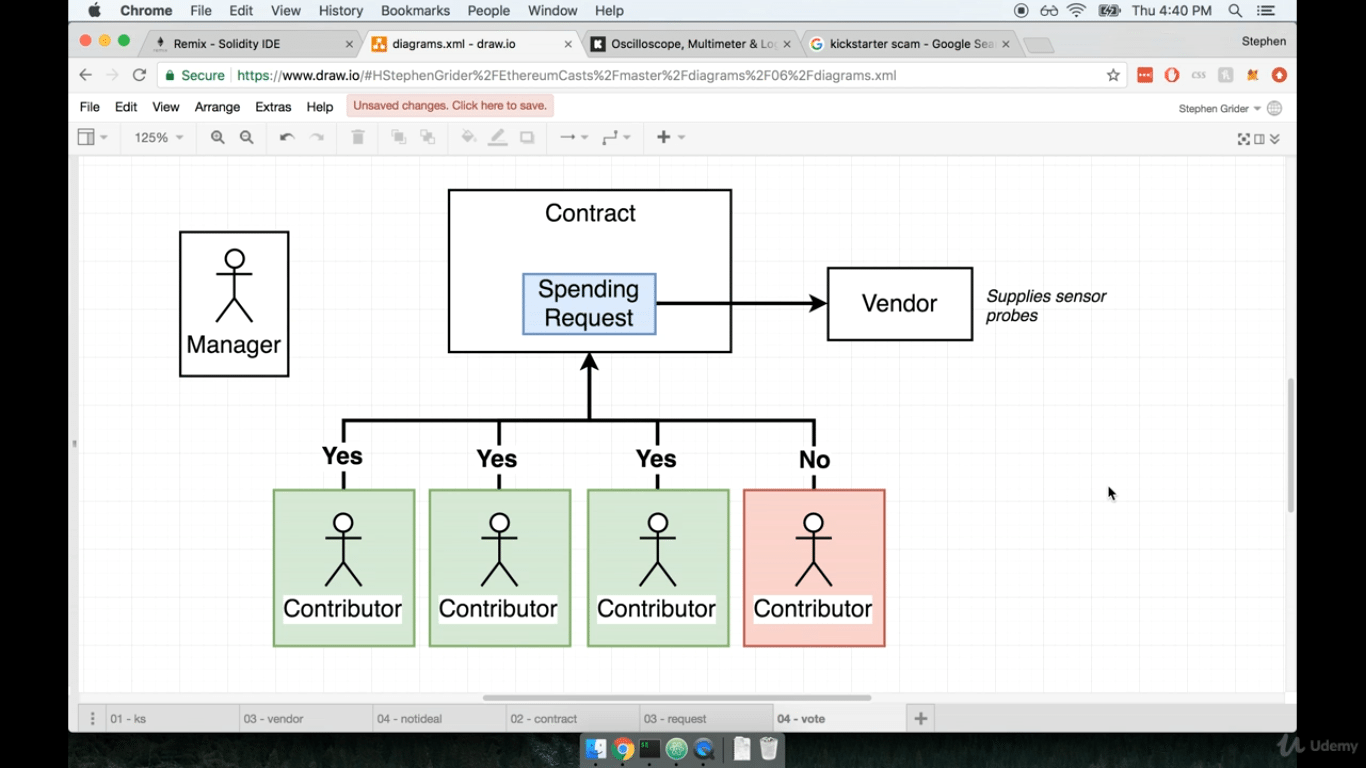 Chrome File Edit View History Bookmarks People Window Help Thu 4:40 PM
Remix - Solidity IDE diagrams.xml - draw.io Oscilloscope, Multimeter & Lo kickstarter scam - Google Sea Stephen
Secure https://www.draw.io/#HStephenGrider%2FEthereumCasts%2Fmaster%2Fdiagrams%2F06%2Fdiagrams.xml css
File Edit View Arrange Extras Help Unsaved changes. Click here to save. Stephen Grider
125%
Contract
Spending
Request
Manager
Vendor
Supplies sensor
probes
Yes Yes Yes No
Contributor Contributor Contributor Contributor
01 - ks 03 - vendor 04 - notideal 02 - contract 03 - request 04 - vote
Udemy